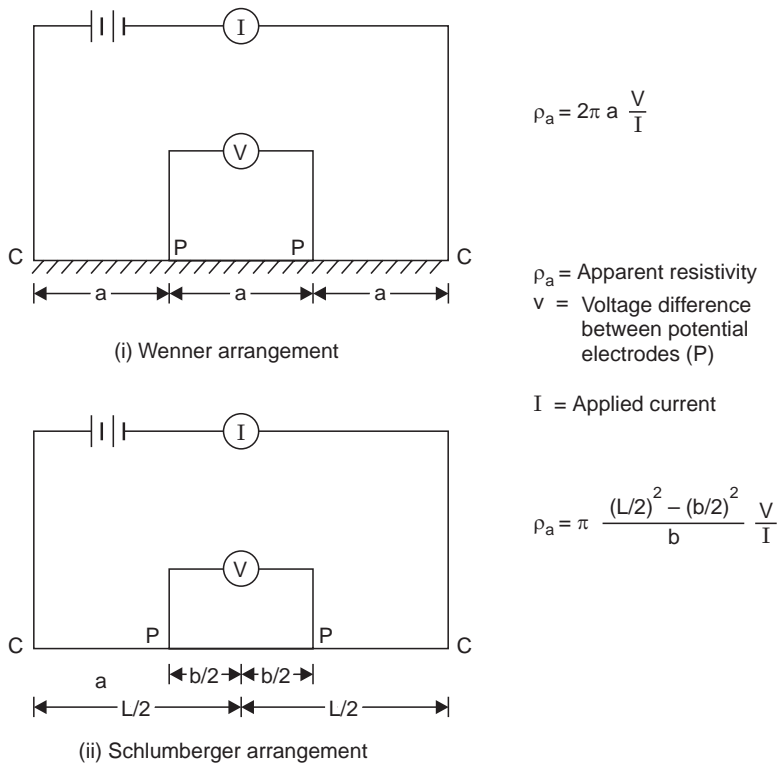 I
V
P P
C C
a a a
(i) Wenner arrangement
ρa = 2π a V/I
ρa = Apparent resistivity
v = Voltage difference
between potential
electrodes (P)
I = Applied current
I
V
P P
C C
b/2 b/2
a
L/2 L/2
(ii) Schlumberger arrangement
ρa = π (L/2)² – (b/2)² / b V/I